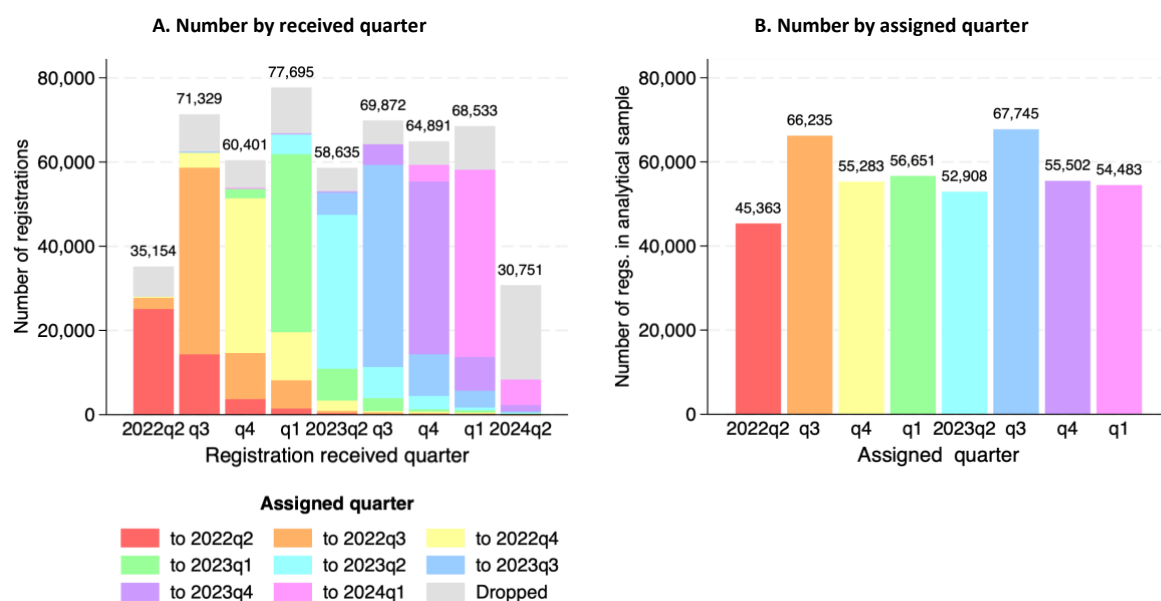 A. Number by received quarter
Number of registrations
80,000
60,000
40,000
20,000
0
35,154
71,329
60,401
77,695
58,635
69,872
64,891
68,533
30,751
2022q2 q3 q4 q1 2023q2 q3 q4 q1 2024q2
Registration received quarter
Assigned quarter
to 2022q2 to 2022q3 to 2022q4
to 2023q1 to 2023q2 to 2023q3
to 2023q4 to 2024q1 Dropped
B. Number by assigned quarter
Number of regs. in analytical sample
80,000
60,000
40,000
20,000
0
45,363
66,235
55,283
56,651
52,908
67,745
55,502
54,483
2022q2 q3 q4 q1 2023q2 q3 q4 q1
Assigned quarter